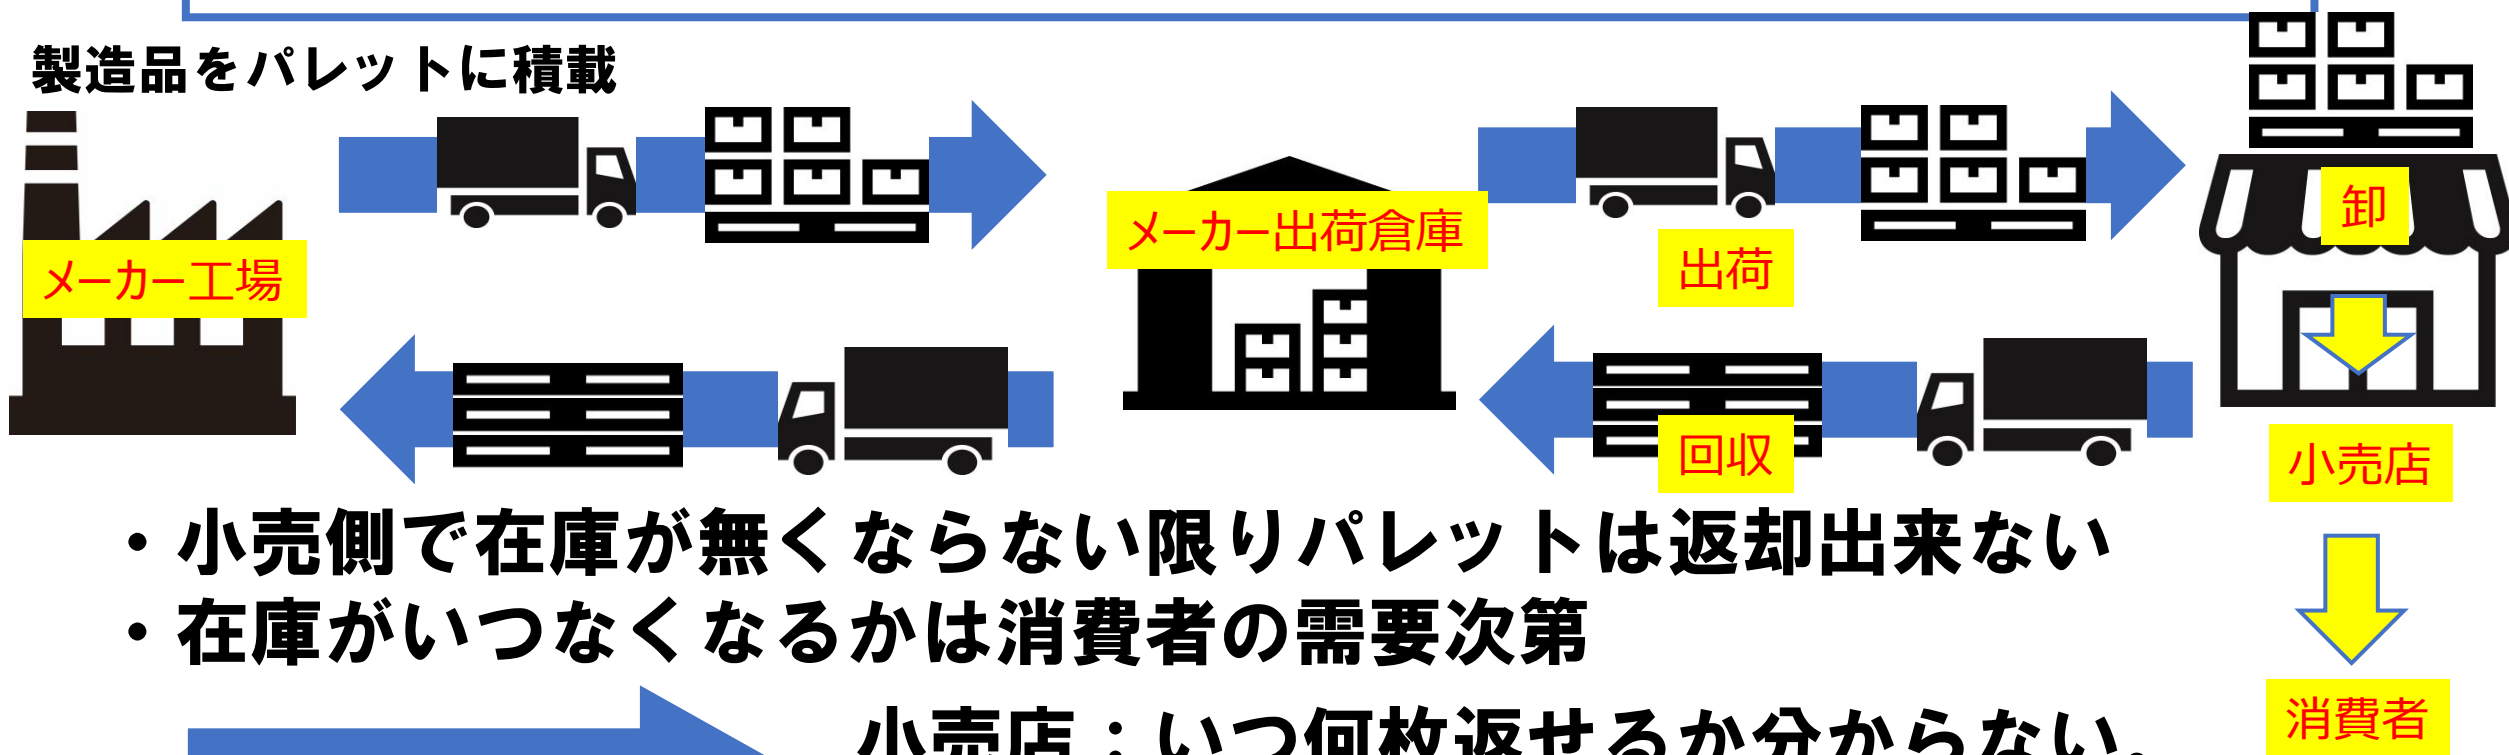 製造品をパレットに積載
メーカー工場
メーカー出荷倉庫
出荷
卸
回収
小売店
・小売側で在庫が無くならない限りパレットは返却出来ない
・在庫がいつなくなるかは消費者の需要次第
消費者
小売店：いつ何枚返せるか分からない。